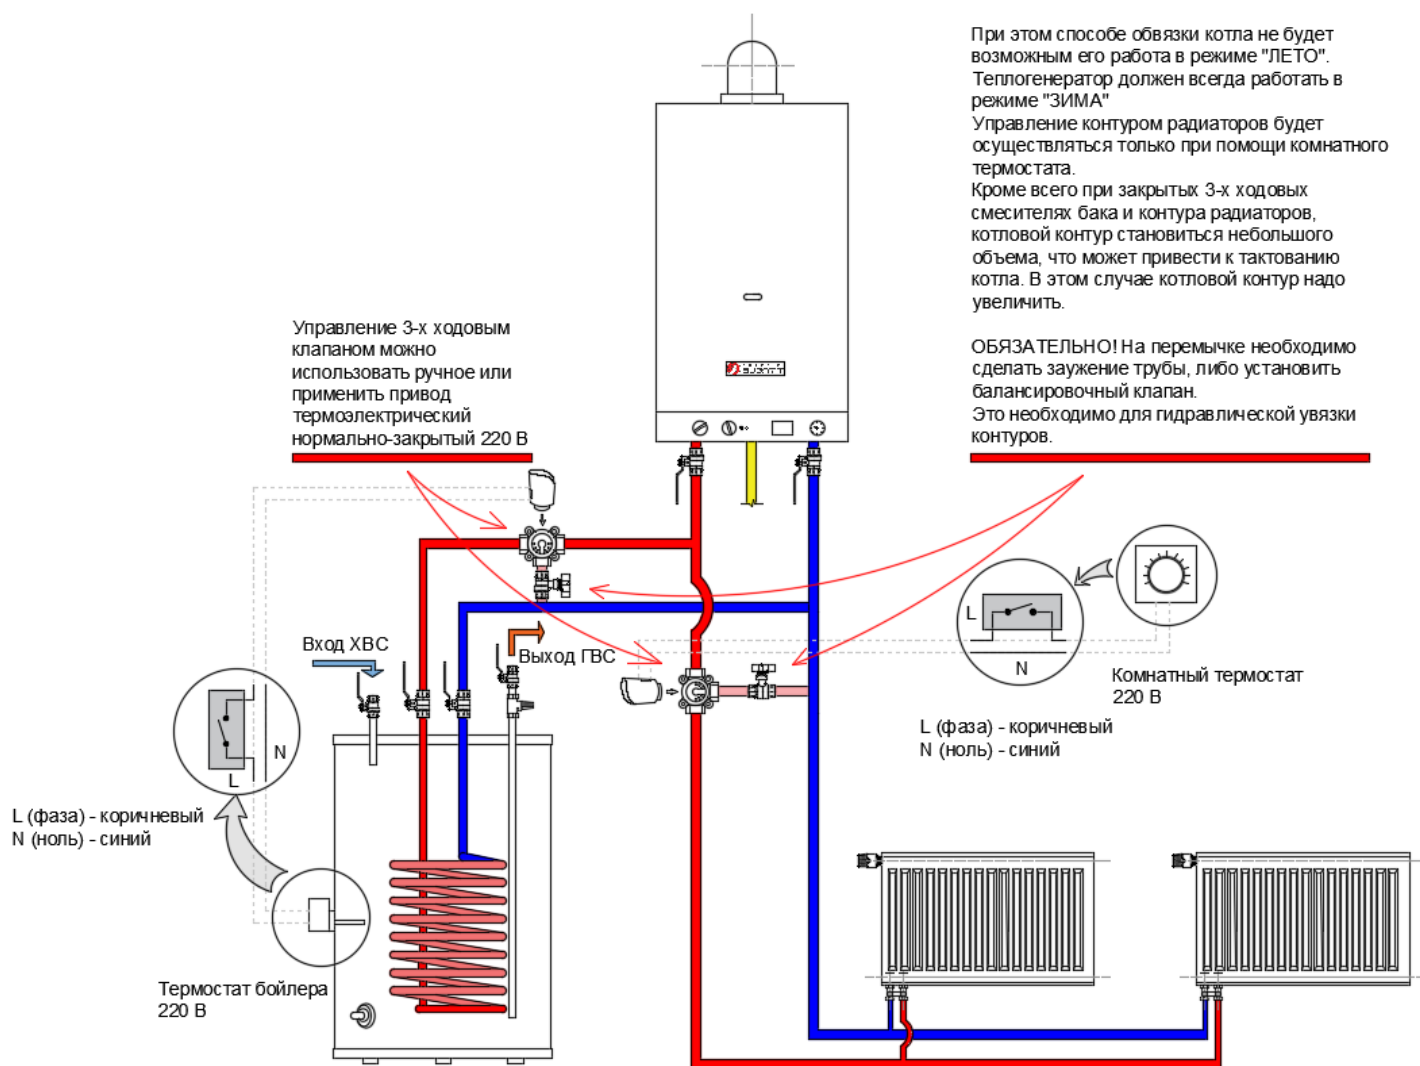 При этом способе обвязки котла не будет
возможным его работа в режиме "ЛЕТО".
Теплогенератор должен всегда работать в
режиме "ЗИМА"
Управление контуром радиаторов будет
осуществляться только при помощи комнатного
термостата.
Кроме всего при закрытых 3-х ходовых
смесителях бака и контура радиаторов,
котловой контур становиться небольшого
объема, что может привести к тактованию
котла. В этом случае котловой контур надо
увеличить.
ОБЯЗАТЕЛЬНО! На перемычке необходимо
сделать заужение трубы, либо установить
балансировочный клапан.
Это необходимо для гидравлической увязки
контуров.
Управление 3-х ходовым
клапаном можно
использовать ручное или
применить привод
термоэлектрический
нормально-закрытый 220 В
Вход ХВС
Выход ГВС
L
N
Комнатный термостат
220 В
L (фаза) - коричневый
N (ноль) - синий
N
L
L (фаза) - коричневый
N (ноль) - синий
Термостат бойлера
220 В